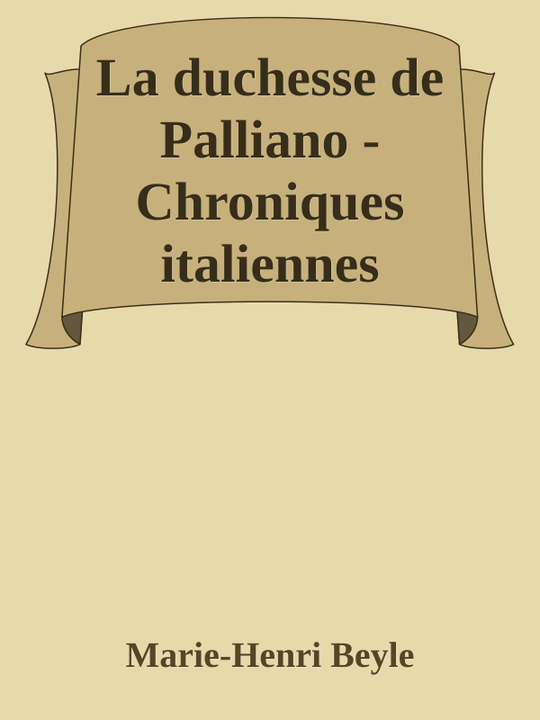 La duchesse de
Palliano -
Chroniques
italiennes
Marie-Henri Beyle